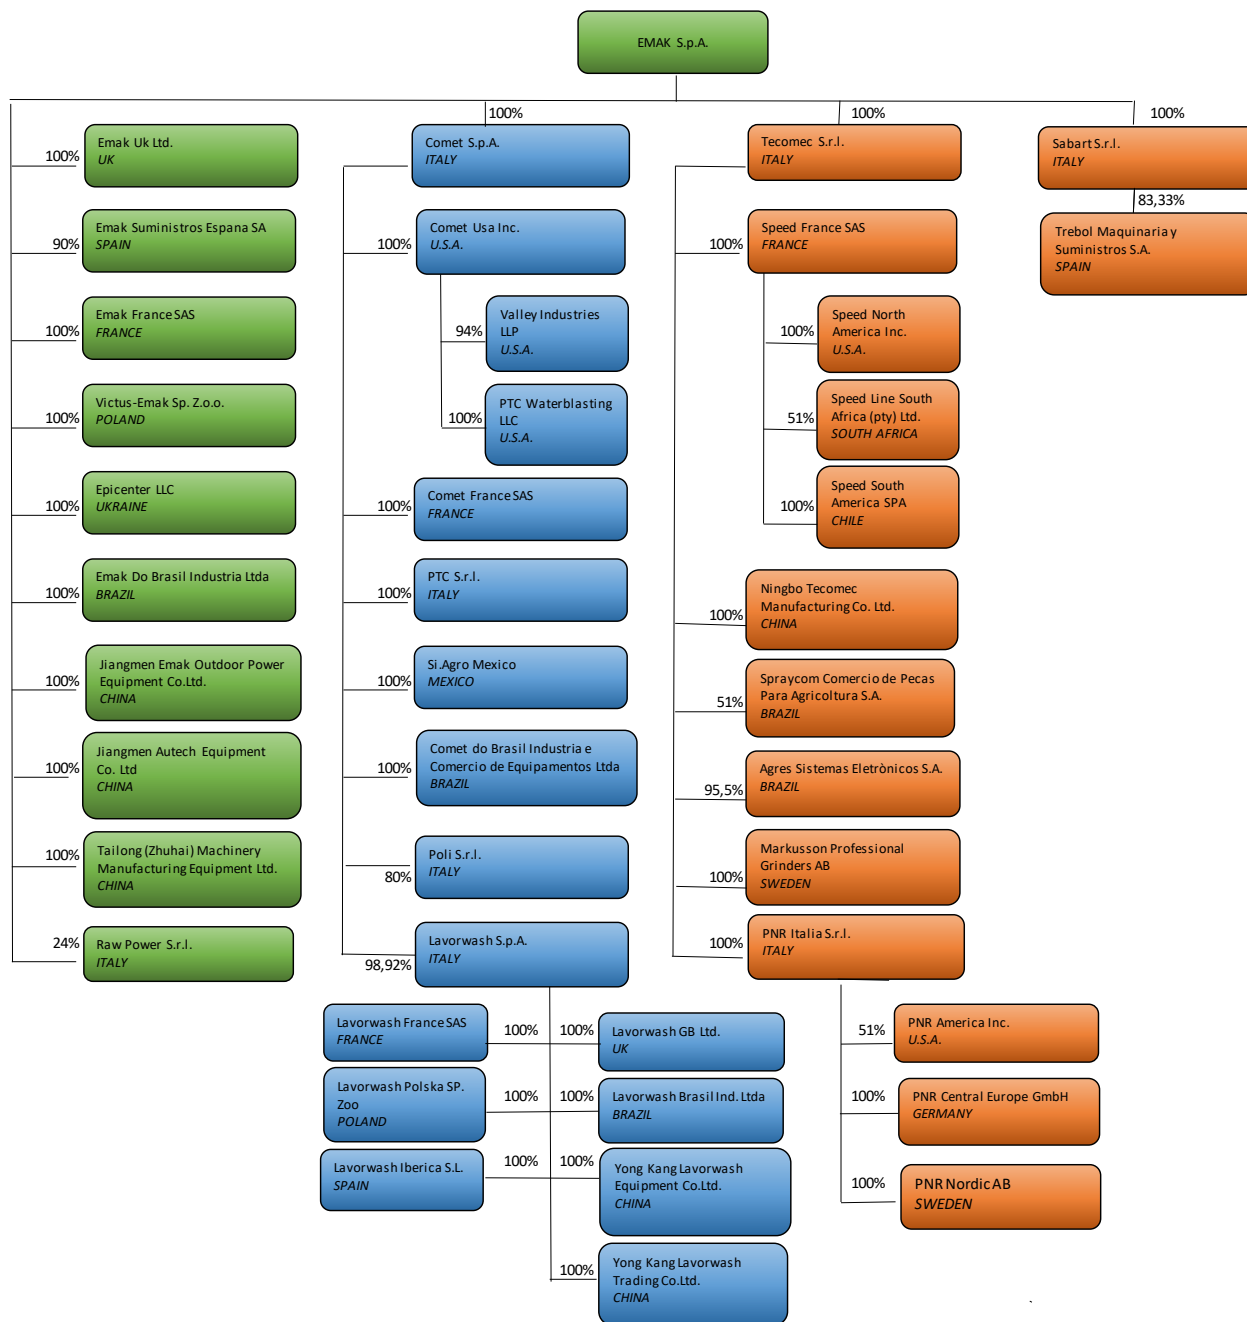 EMAK S.p.A.
100%
Emak Uk Ltd.
UK
90%
Emak Suministros Espana SA
SPAIN
100%
Emak France SAS
FRANCE
100%
Victus-Emak Sp. Z.o.o.
POLAND
100%
Epicenter LLC
UKRAINE
100%
Emak Do Brasil Industria Ltda
BRAZIL
100%
Jiangmen Emak Outdoor Power
Equipment Co.Ltd.
CHINA
100%
Jiangmen Autech Equipment
Co. Ltd
CHINA
100%
Tailong (Zhuhai) Machinery
Manufacturing Equipment Ltd.
CHINA
24%
Raw Power S.r.l.
ITALY
100%
Comet S.p.A.
ITALY
100%
Comet Usa Inc.
U.S.A.
94%
Valley Industries
LLP
U.S.A.
100%
PTC Waterblasting
LLC
U.S.A.
100%
Comet France SAS
FRANCE
100%
PTC S.r.l.
ITALY
100%
Si.Agro Mexico
MEXICO
100%
Comet do Brasil Industria e
Comercio de Equipamentos Ltda
BRAZIL
80%
Poli S.r.l.
ITALY
98,92%
Lavorwash S.p.A.
ITALY
Lavorwash France SAS
FRANCE
100%
100%
Lavorwash GB Ltd.
UK
Lavorwash Polska SP.
Zoo
POLAND
100%
100%
Lavorwash Brasil Ind. Ltda
BRAZIL
Lavorwash Iberica S.L.
SPAIN
100%
100%
Yong Kang Lavorwash
Equipment Co.Ltd.
CHINA
100%
Yong Kang Lavorwash
Trading Co.Ltd.
CHINA
100%
Tecomec S.r.l.
ITALY
100%
Speed France SAS
FRANCE
100%
Speed North
America Inc.
U.S.A.
51%
Speed Line South
Africa (pty) Ltd.
SOUTH AFRICA
100%
Speed South
America SPA
CHILE
100%
Ningbo Tecomec
Manufacturing Co. Ltd.
CHINA
51%
Spraycom Comercio de Pecas
Para Agricoltura S.A.
BRAZIL
95,5%
Agres Sistemas Eletrònicos S.A.
BRAZIL
100%
Markusson Professional
Grinders AB
SWEDEN
100%
PNR Italia S.r.l.
ITALY
51%
PNR America Inc.
U.S.A.
100%
PNR Central Europe GmbH
GERMANY
100%
PNR Nordic AB
SWEDEN
100%
Sabart S.r.l.
ITALY
83,33%
Trebol Maquinaria y
Suministros S.A.
SPAIN